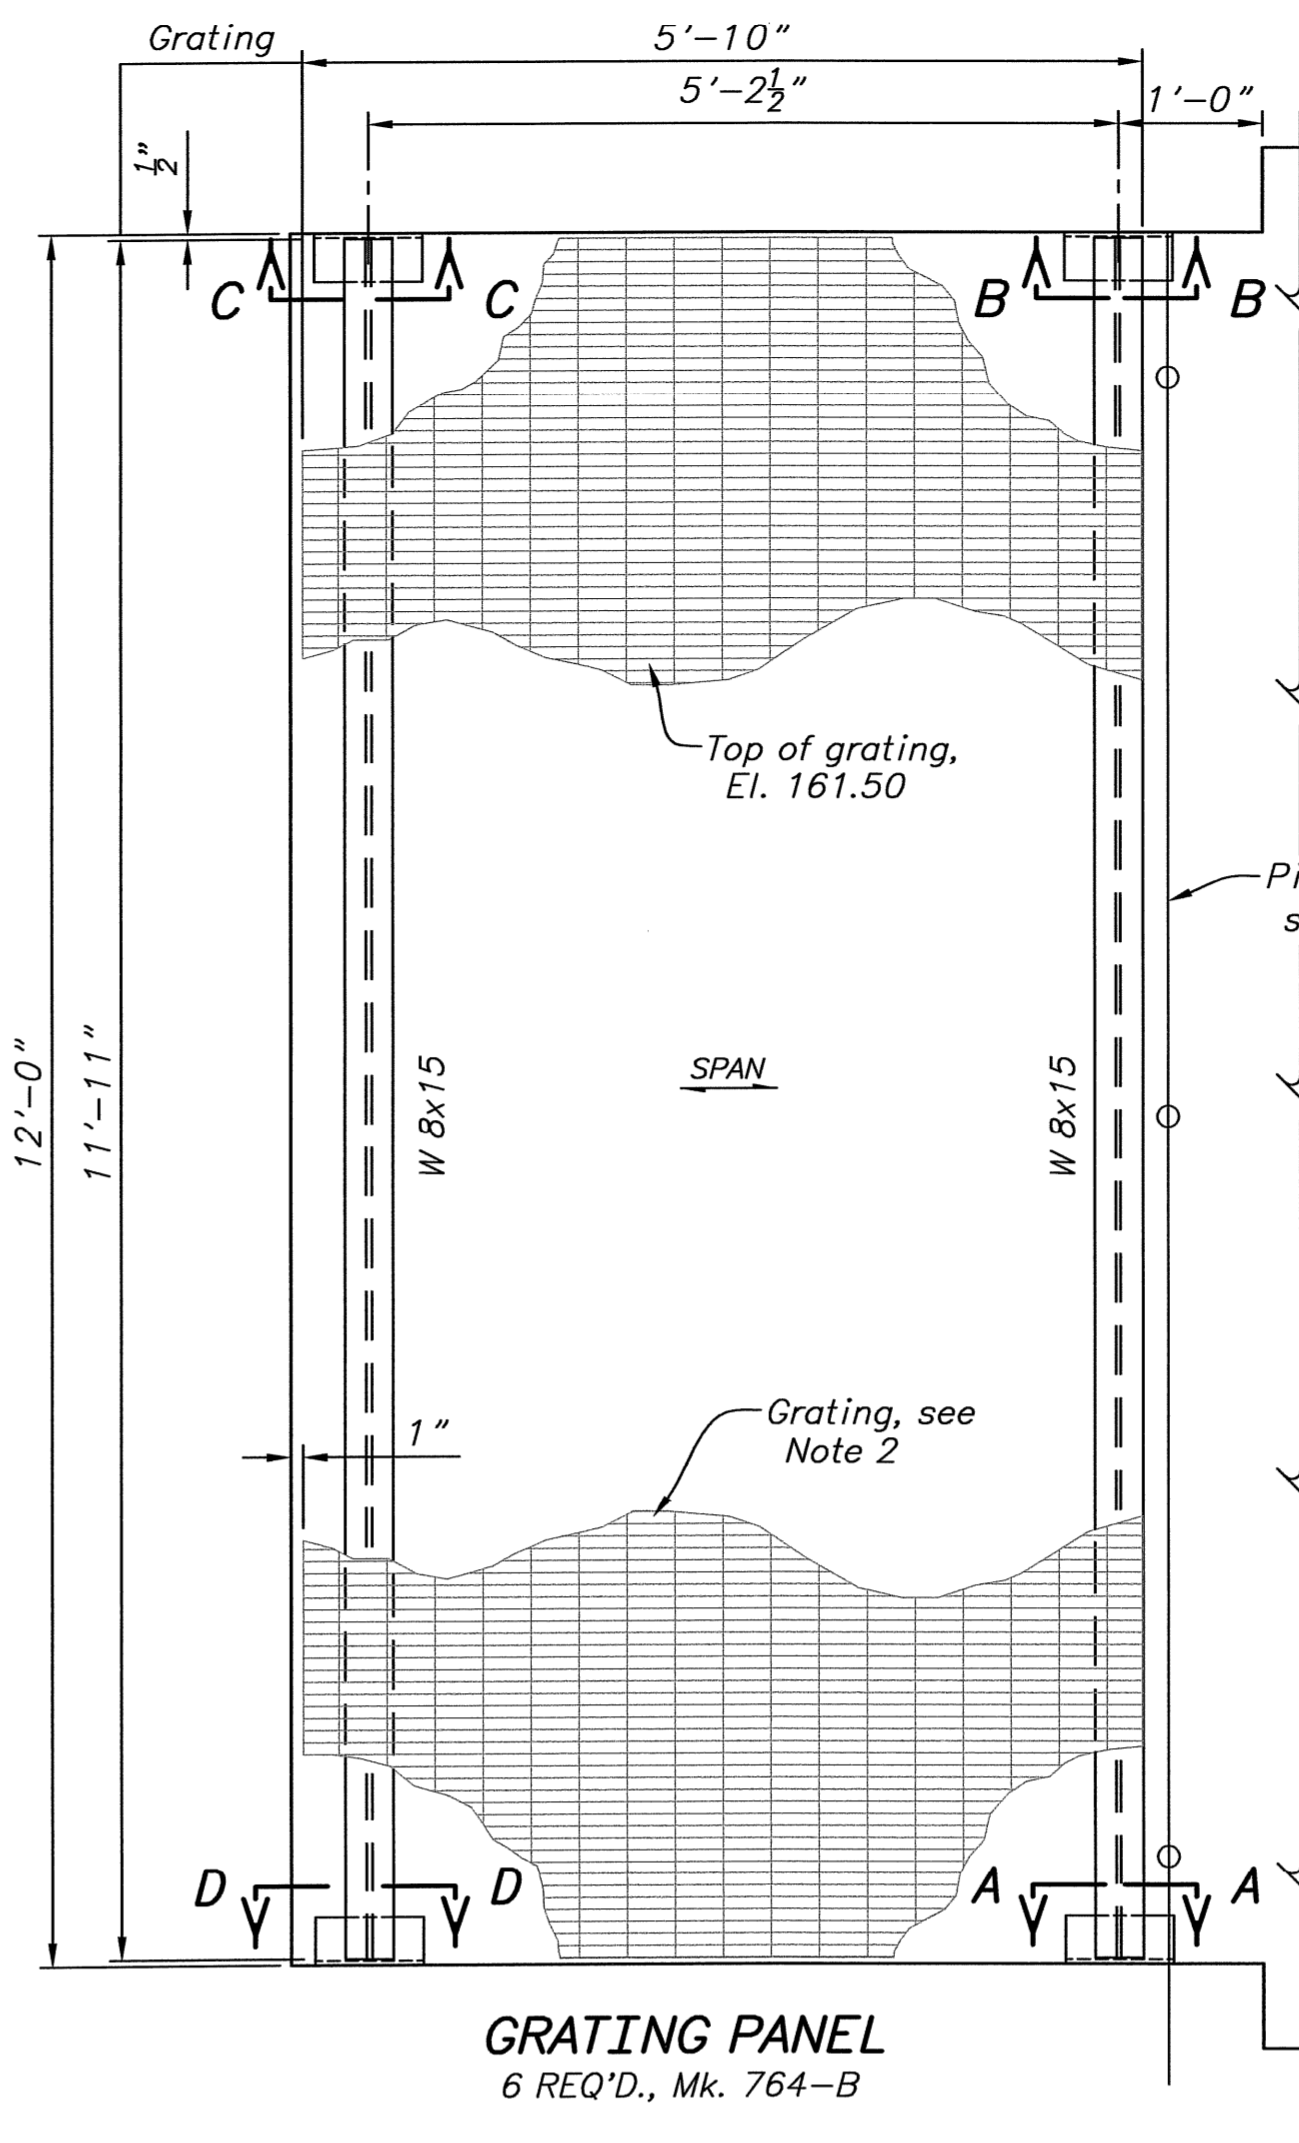 Grating
5'-10"
5'-2½"
1'-0"
½"
C
C
B
B
Top of grating,
El. 161.50
12'-0"
11'-11"
W 8x15
SPAN
W 8x15
1"
Grating, see
Note 2
D
D
A
A
GRATING PANEL
6 REQ'D., Mk. 764-B